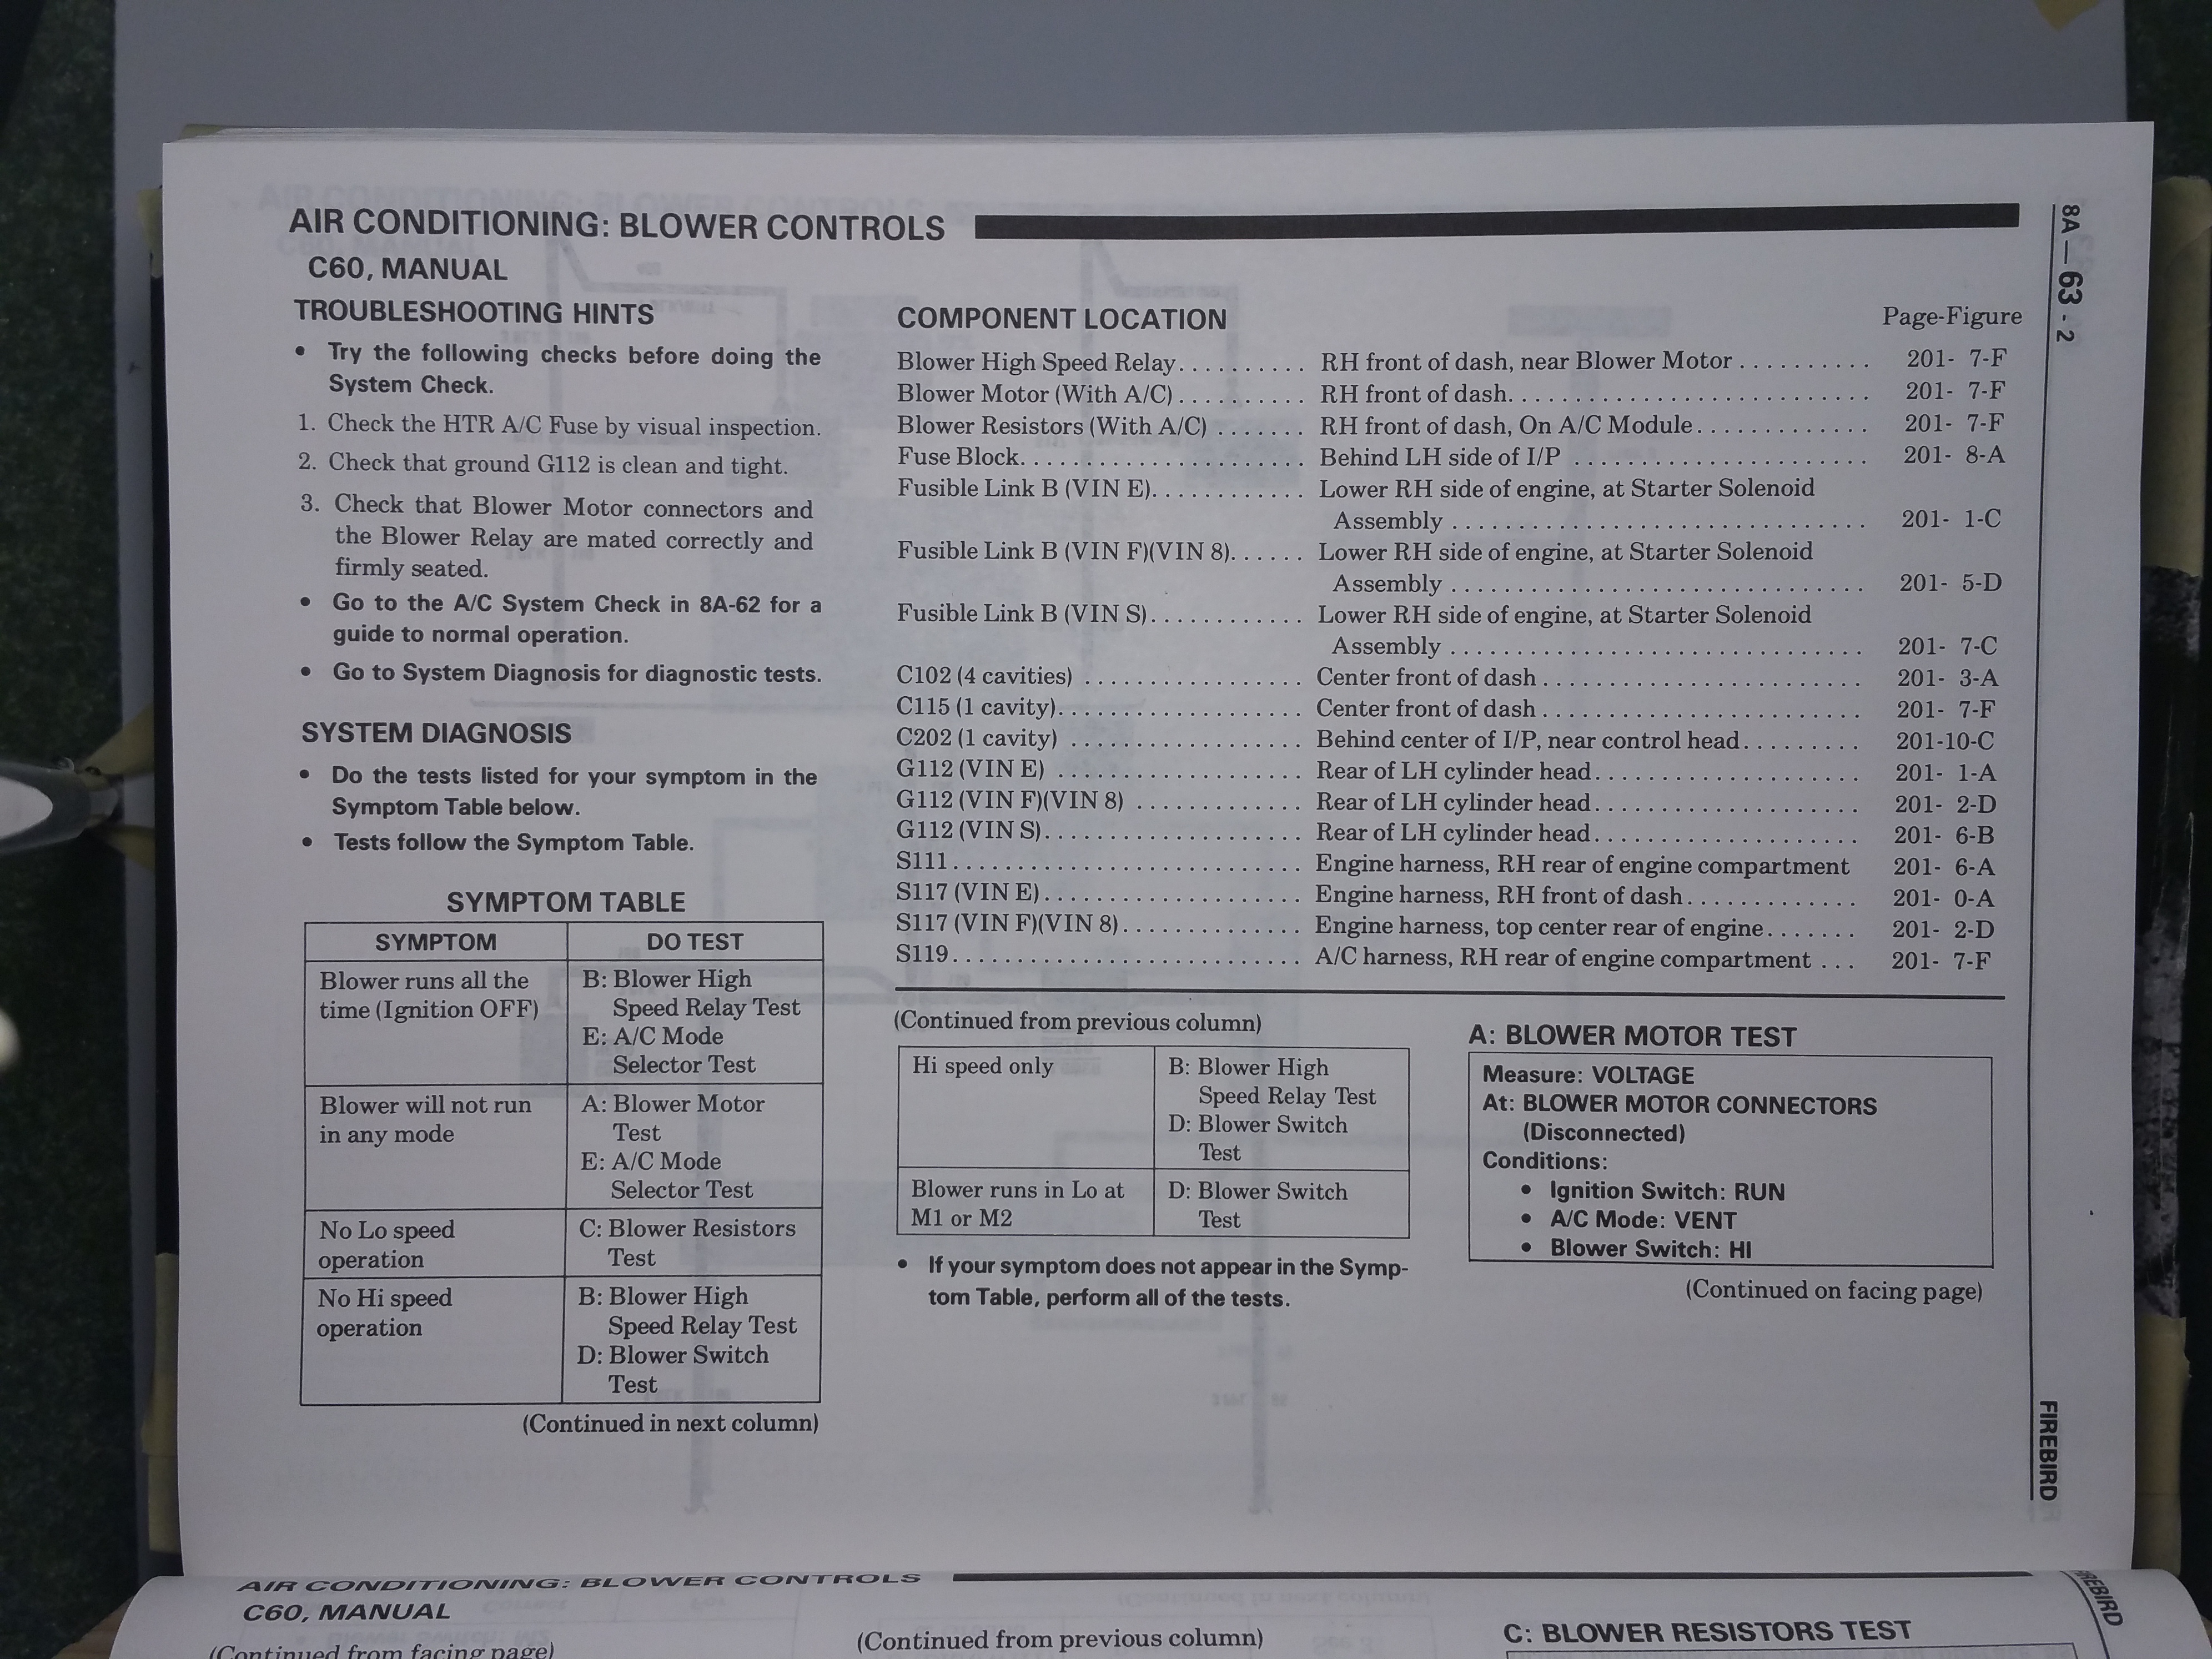 AIR CONDITIONING: BLOWER CONTROLS
C60, MANUAL
TROUBLESHOOTING HINTS
• Try the following checks before doing the
System Check.
1. Check the HTR A/C Fuse by visual inspection.
2. Check that ground G112 is clean and tight.
3. Check that Blower Motor connectors and
the Blower Relay are mated correctly and
firmly seated.
• Go to the A/C System Check in 8A-62 for a
guide to normal operation.
• Go to System Diagnosis for diagnostic tests.
SYSTEM DIAGNOSIS
• Do the tests listed for your symptom in the
Symptom Table below.
• Tests follow the Symptom Table.
SYMPTOM TABLE
SYMPTOM DO TEST
Blower runs all the B: Blower High
time (Ignition OFF) Speed Relay Test
E: A/C Mode
Selector Test
Blower will not run A: Blower Motor
in any mode Test
E: A/C Mode
Selector Test
No Lo speed C: Blower Resistors
operation Test
No Hi speed B: Blower High
operation Speed Relay Test
D: Blower Switch
Test
(Continued in next column)
COMPONENT LOCATION Page-Figure
Blower High Speed Relay.......... RH front of dash, near Blower Motor .......... 201- 7-F
Blower Motor (With A/C) .......... RH front of dash............................ 201- 7-F
Blower Resistors (With A/C) ....... RH front of dash, On A/C Module............. 201- 7-F
Fuse Block....................... Behind LH side of I/P ....................... 201- 8-A
Fusible Link B (VIN E)............ Lower RH side of engine, at Starter Solenoid
Assembly ................................ 201- 1-C
Fusible Link B (VIN F)(VIN 8)...... Lower RH side of engine, at Starter Solenoid
Assembly ................................ 201- 5-D
Fusible Link B (VIN S)............ Lower RH side of engine, at Starter Solenoid
Assembly ................................ 201- 7-C
C102 (4 cavities) ................. Center front of dash ......................... 201- 3-A
C115 (1 cavity)................... Center front of dash ......................... 201- 7-F
C202 (1 cavity) .................. Behind center of I/P, near control head......... 201-10-C
G112 (VIN E) ................... Rear of LH cylinder head..................... 201- 1-A
G112 (VIN F)(VIN 8) ............. Rear of LH cylinder head..................... 201- 2-D
G112 (VIN S).................... Rear of LH cylinder head..................... 201- 6-B
S111............................ Engine harness, RH rear of engine compartment 201- 6-A
S117 (VIN E)..................... Engine harness, RH front of dash ............. 201- 0-A
S117 (VIN F)(VIN 8).............. Engine harness, top center rear of engine....... 201- 2-D
S119............................ A/C harness, RH rear of engine compartment ... 201- 7-F
(Continued from previous column)
Hi speed only B: Blower High
Speed Relay Test
D: Blower Switch
Test
Blower runs in Lo at D: Blower Switch
M1 or M2 Test
• If your symptom does not appear in the Symp-
tom Table, perform all of the tests.
A: BLOWER MOTOR TEST
Measure: VOLTAGE
At: BLOWER MOTOR CONNECTORS
(Disconnected)
Conditions:
• Ignition Switch: RUN
• A/C Mode: VENT
• Blower Switch: HI
(Continued on facing page)
8A — 63 - 2
FIREBIRD
AIR CONDITIONING: BLOWER CONTROLS
C60, MANUAL
(Continued from facing page)
(Continued from previous column)
C: BLOWER RESISTORS TEST
FIREBIRD